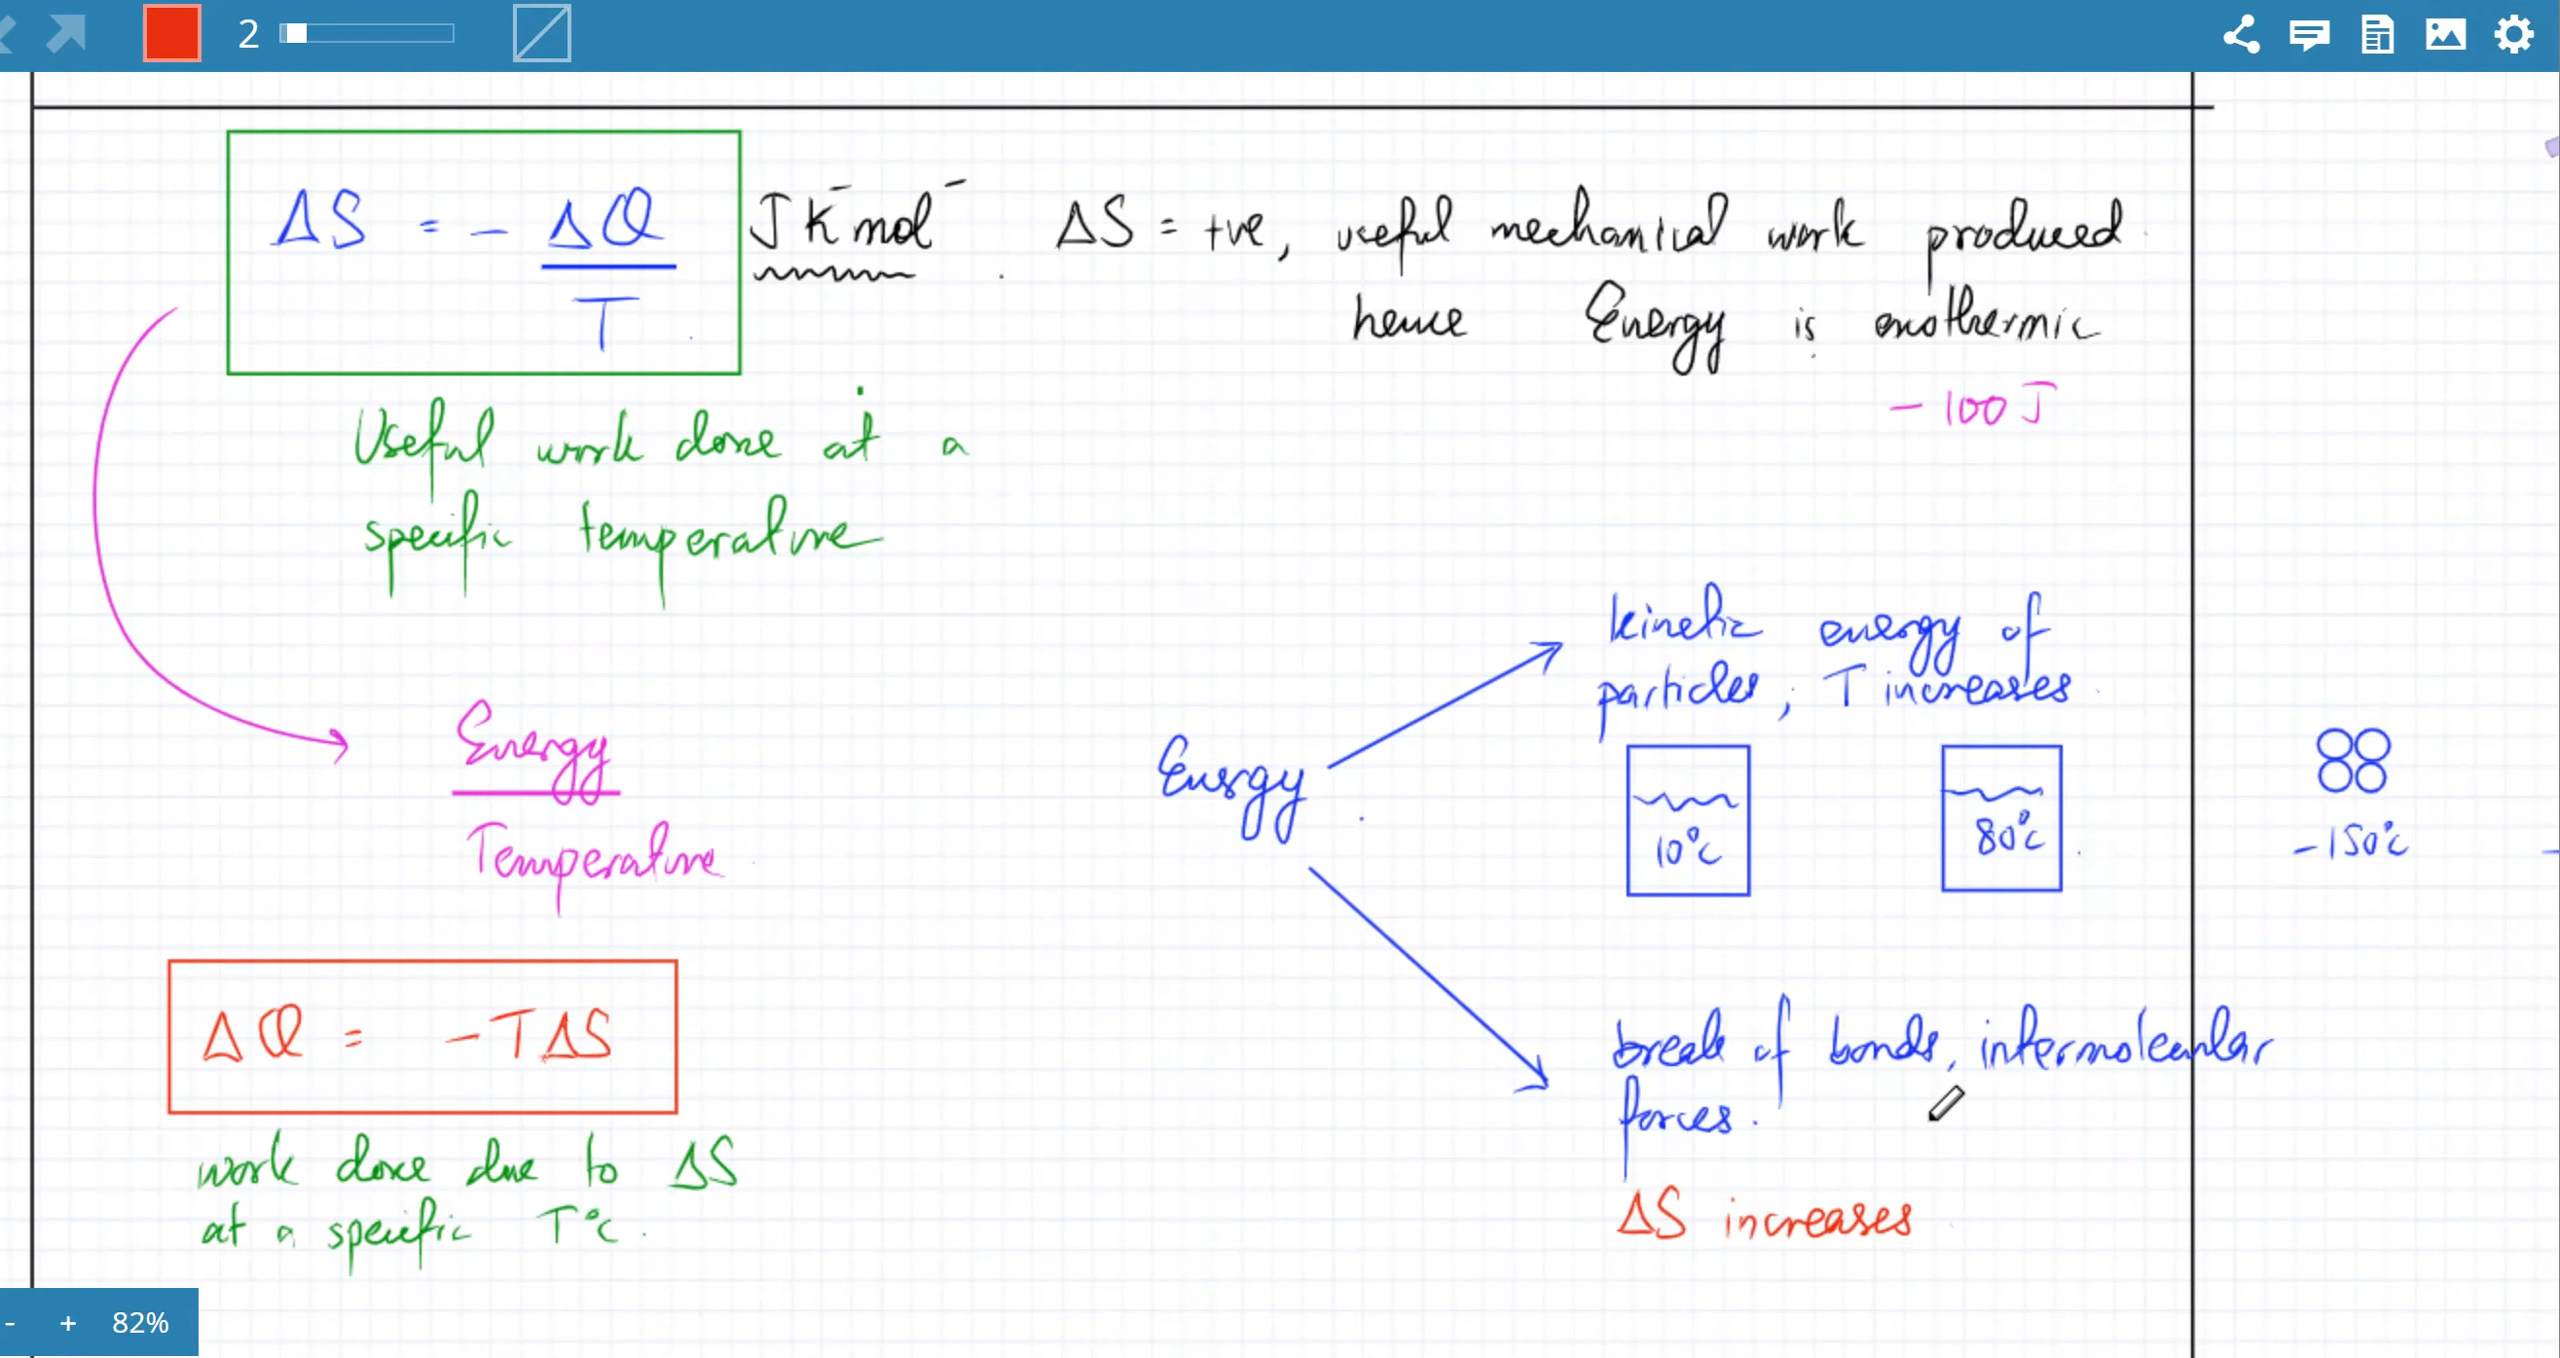 2
ΔS = - ΔQ / T J K⁻ mol⁻
ΔS = +ve, useful mechanical work produced
hence Energy is exothermic
- 100 J
Useful work done at a
specific temperature
Energy
Temperature
ΔQ = -TΔS
work done due to ΔS
at a specific T°C.
Energy
kinetic energy of
particles, T increases
10°C
80°C
-150°C
break of bonds, intermolecular
forces.
ΔS increases
- + 82%